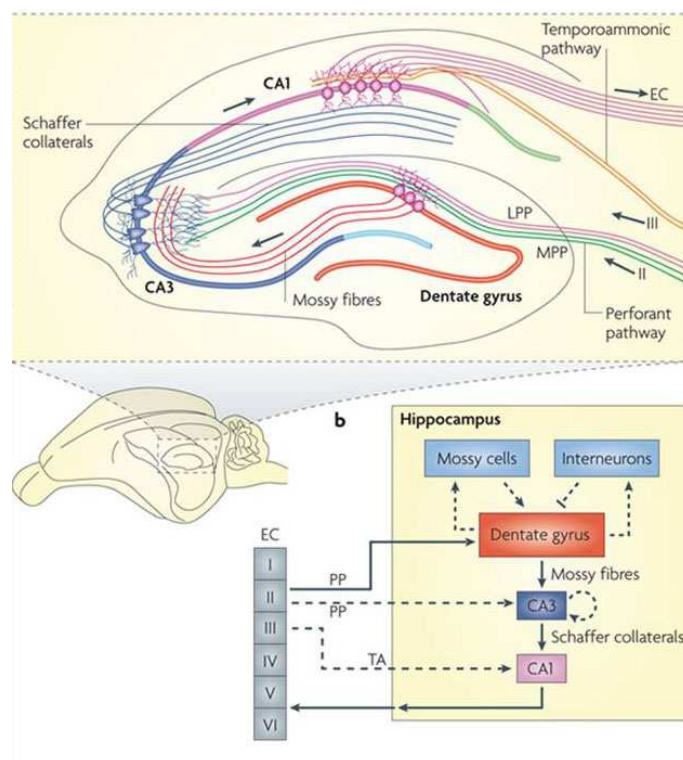 Temporoammonic
pathway
CA1
EC
Schaffer
collaterals
LPP
III
MPP
II
CA3
Mossy fibres
Dentate gyrus
Perforant
pathway
b
Hippocampus
Mossy cells
Interneurons
EC
Dentate gyrus
I
PP
Mossy fibres
II
PP
CA3
III
Schaffer collaterals
IV
TA
CA1
V
VI